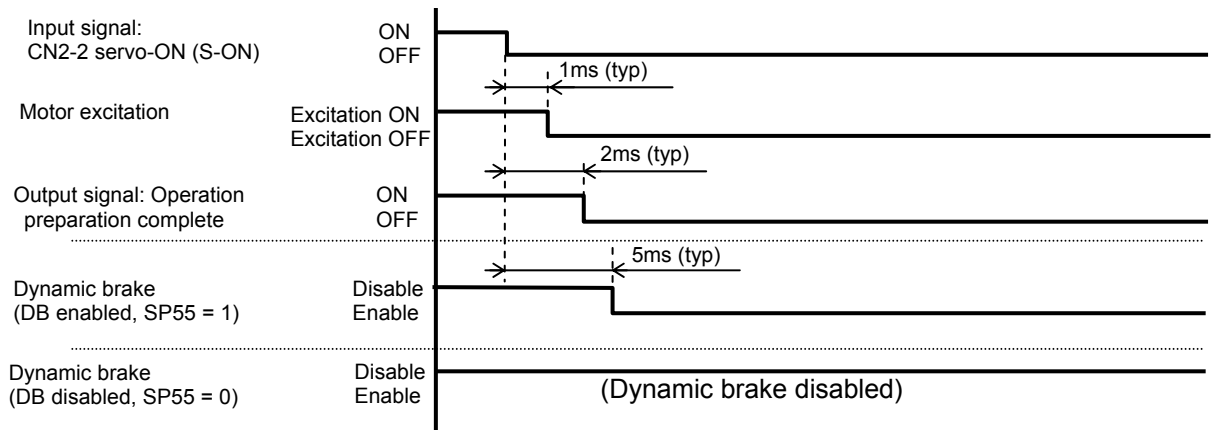 Input signal:
CN2-2 servo-ON (S-ON)
ON
OFF
1ms (typ)
Motor excitation
Excitation ON
Excitation OFF
2ms (typ)
Output signal: Operation
preparation complete
ON
OFF
5ms (typ)
Dynamic brake
(DB enabled, SP55 = 1)
Disable
Enable
Dynamic brake
(DB disabled, SP55 = 0)
Disable
Enable
(Dynamic brake disabled)